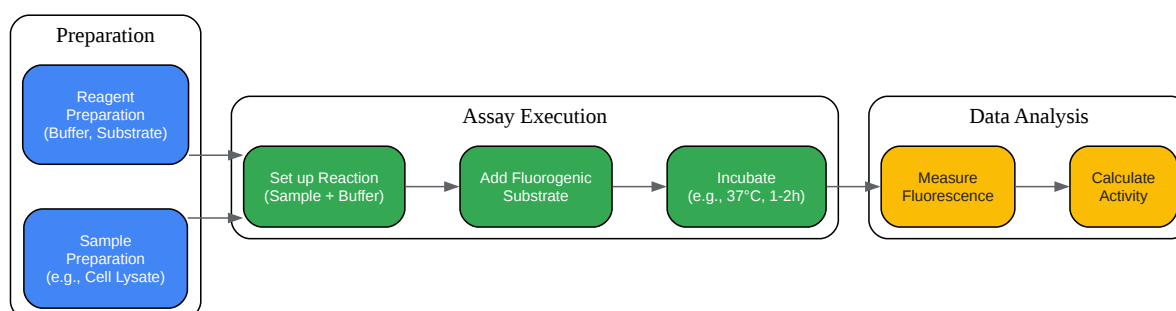 Preparation
Reagent
Preparation
(Buffer, Substrate)
Sample
Preparation
(e.g., Cell Lysate)
Assay Execution
Set up Reaction
(Sample + Buffer)
Add Fluorogenic
Substrate
Incubate
(e.g., 37°C, 1-2h)
Data Analysis
Measure
Fluorescence
Calculate
Activity